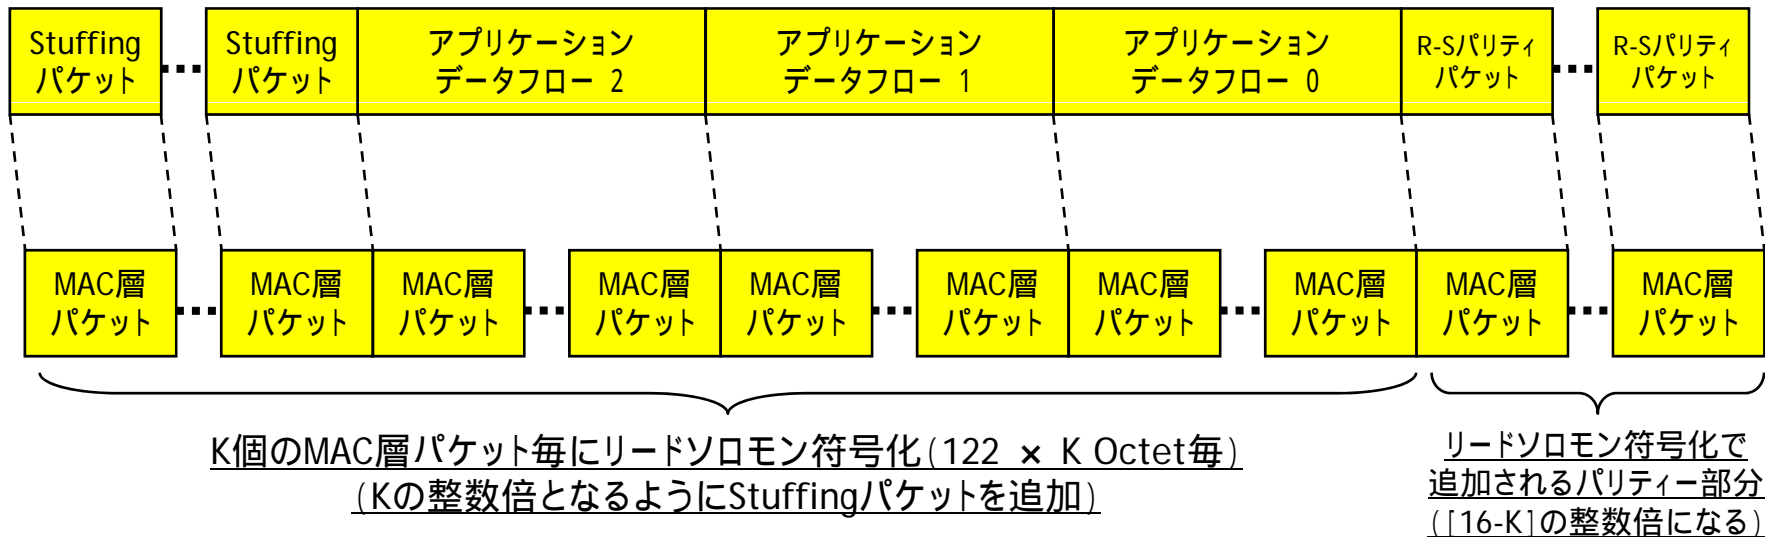 Stuffing
パケット
Stuffing
パケット
アプリケーション
データフロー 2
アプリケーション
データフロー 1
アプリケーション
データフロー 0
R-Sパリティ
パケット
R-Sパリティ
パケット
MAC層
パケット
MAC層
パケット
MAC層
パケット
MAC層
パケット
MAC層
パケット
MAC層
パケット
MAC層
パケット
MAC層
パケット
MAC層
パケット
MAC層
パケット
K個のMAC層パケット毎にリードソロモン符号化(122 × K Octet毎)
(Kの整数倍となるようにStuffingパケットを追加)
リードソロモン符号化で
追加されるパリティー部分
([16-K]の整数倍になる)